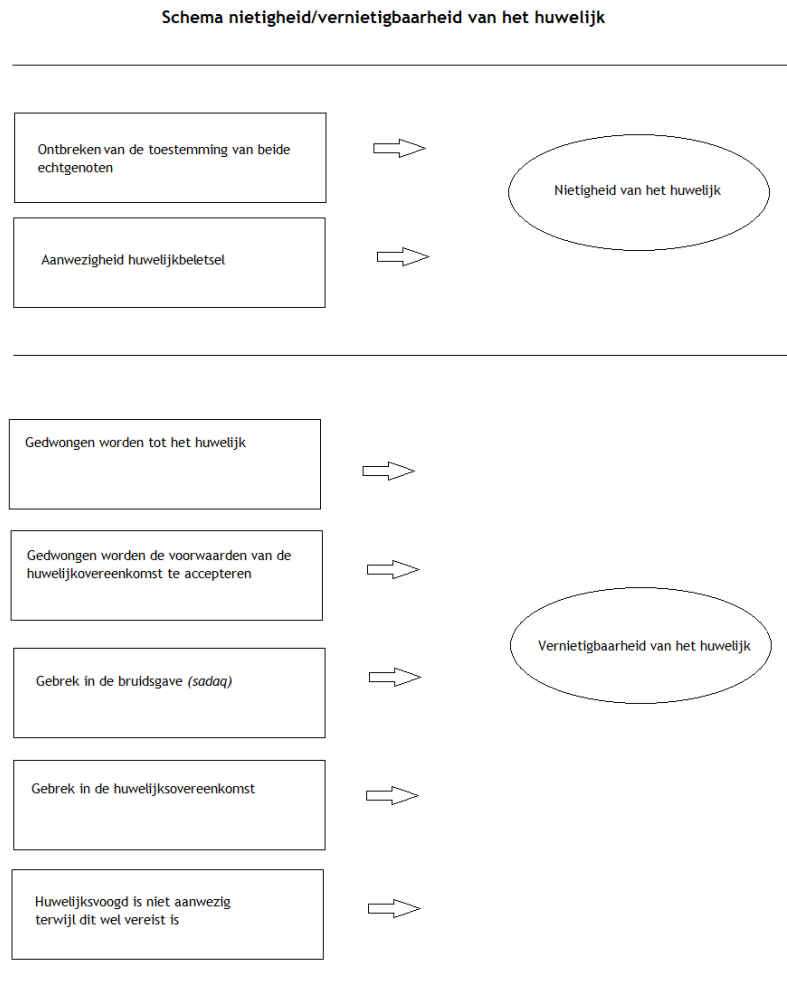 Schema nietigheid/vernietigbaarheid van het huwelijk
Ontbreken van de toestemming van beide
echtgenoten
Nietigheid van het huwelijk
Aanwezigheid huwelijkbeletsel
Gedwongen worden tot het huwelijk
Gedwongen worden de voorwaarden van de
huwelijkovereenkomst te accepteren
Vernietigbaarheid van het huwelijk
Gebrek in de bruidsgave (sadaq)
Gebrek in de huwelijksovereenkomst
Huwelijksvoogd is niet aanwezig
terwijl dit wel vereist is